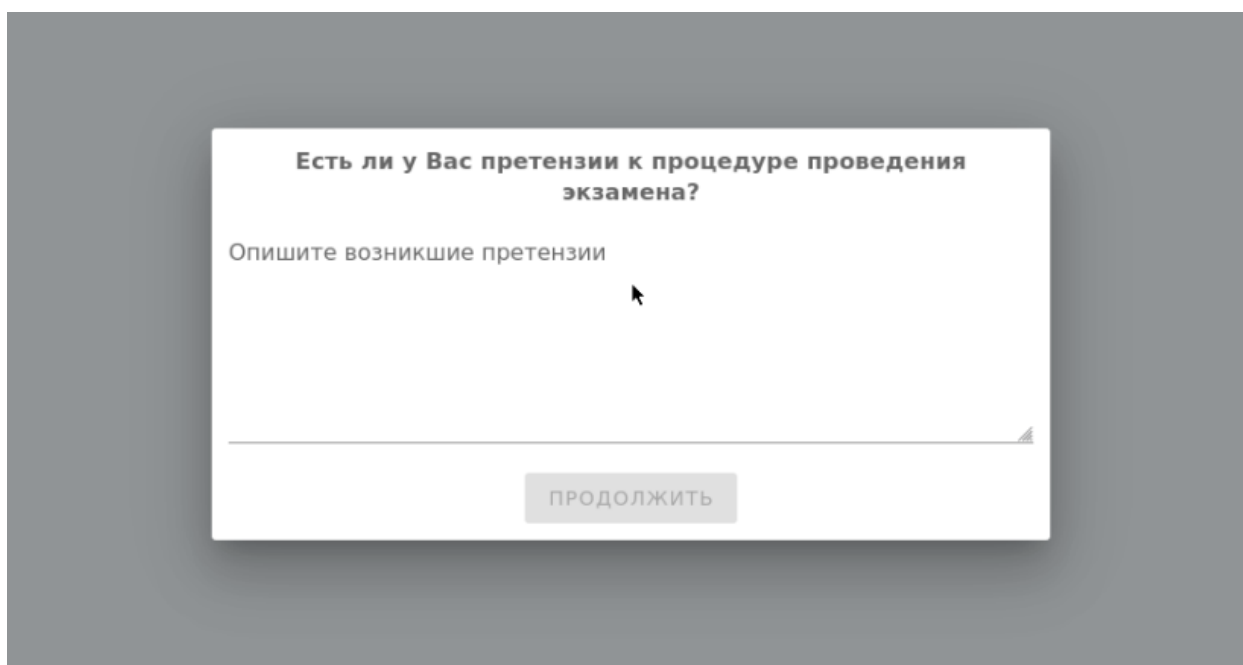 Есть ли у Вас претензии к процедуре проведения
экзамена?
Опишите возникшие претензии
ПРОДОЛЖИТЬ